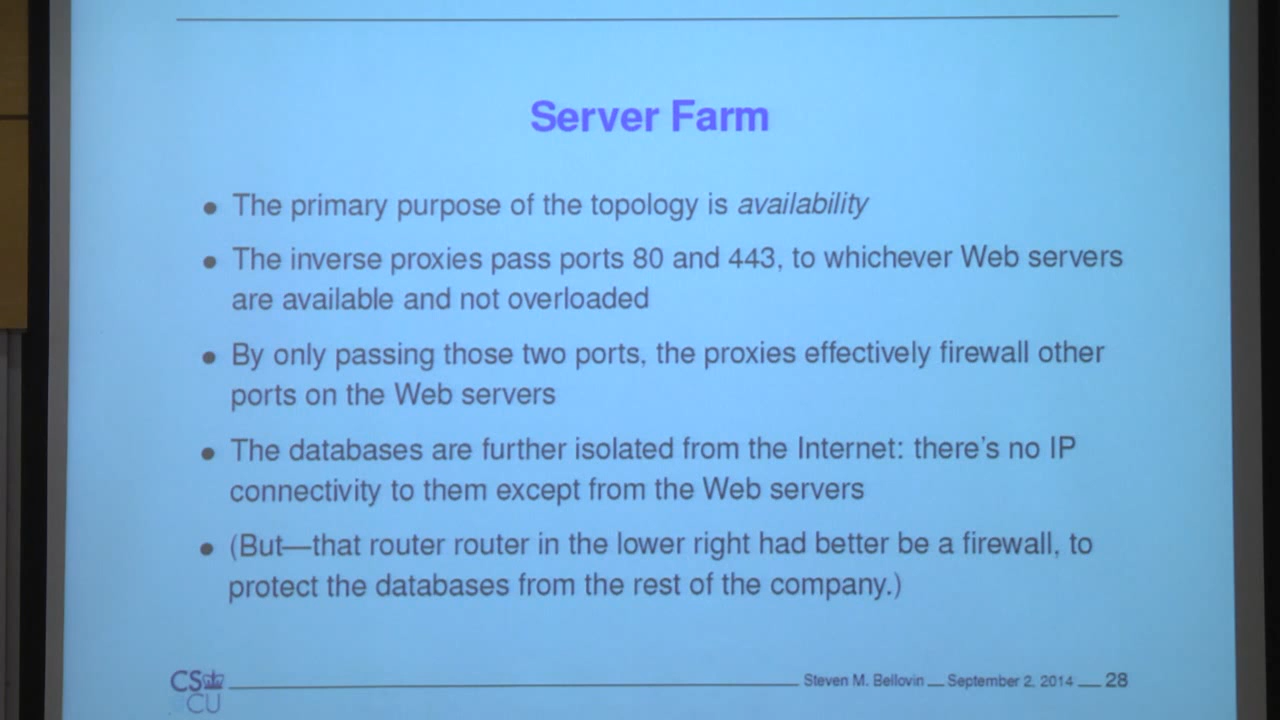 Server Farm
• The primary purpose of the topology is availability
• The inverse proxies pass ports 80 and 443, to whichever Web servers
are available and not overloaded
• By only passing those two ports, the proxies effectively firewall other
ports on the Web servers
• The databases are further isolated from the Internet: there's no IP
connectivity to them except from the Web servers
• (But—that router router in the lower right had better be a firewall, to
protect the databases from the rest of the company.)
CS
@CU
Steven M. Bellovin — September 2, 2014 — 28